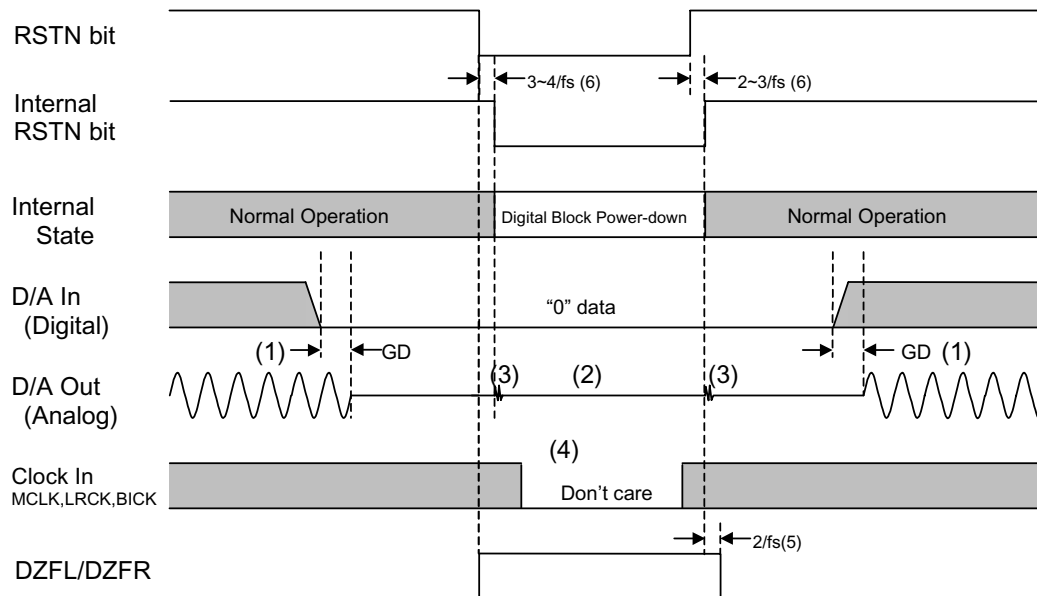 RSTN bit
3~4/fs (6)
2~3/fs (6)
Internal
RSTN bit
Internal
State
Normal Operation
Digital Block Power-down
Normal Operation
D/A In
(Digital)
“0” data
(1)
GD
GD
(1)
D/A Out
(Analog)
(3)
(2)
(3)
(4)
Clock In
MCLK,LRCK,BICK
Don’t care
2/fs(5)
DZFL/DZFR